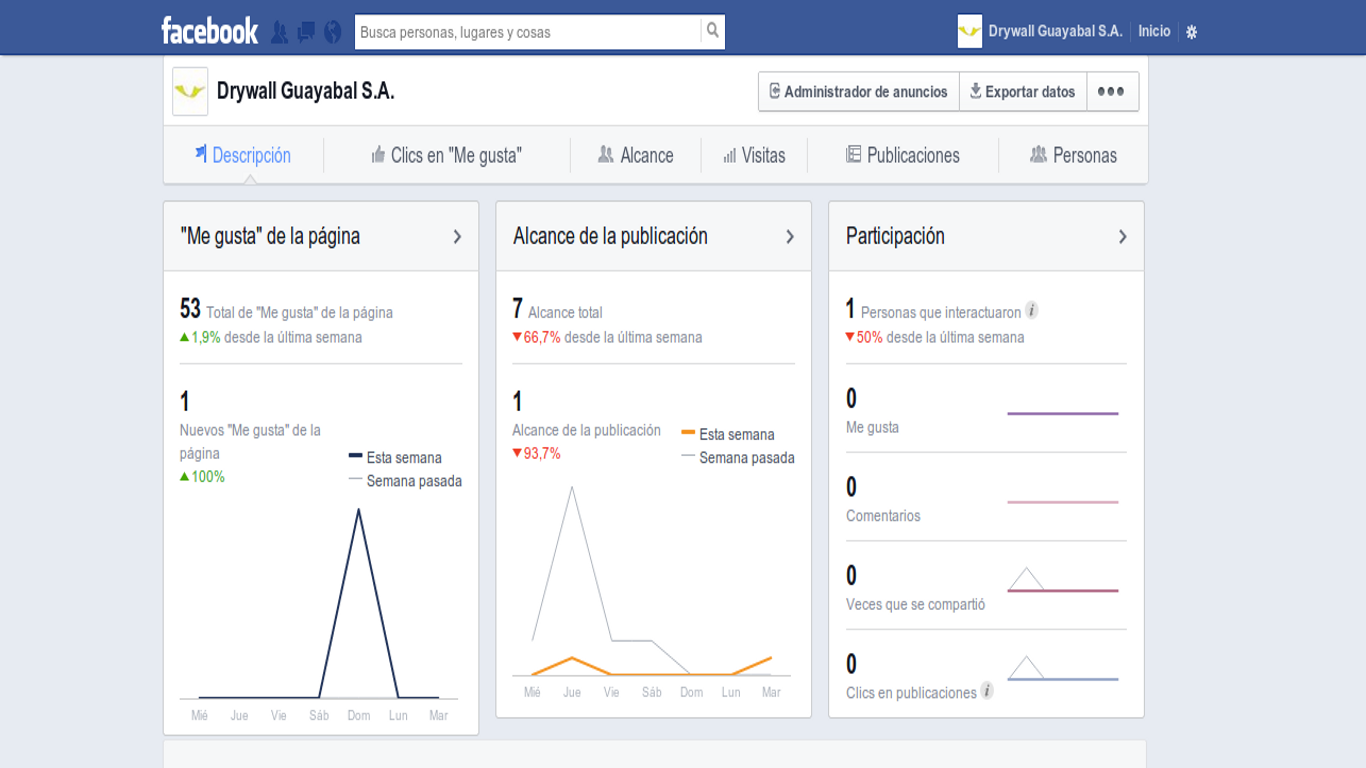 facebook
Busca personas, lugares y cosas
Drywall Guayabal S.A.
Inicio
Drywall Guayabal S.A.
Administrador de anuncios
Exportar datos
Descripción
Clics en "Me gusta"
Alcance
Visitas
Publicaciones
Personas
"Me gusta" de la página
53 Total de "Me gusta" de la página
1,9% desde la última semana
1
Nuevos "Me gusta" de la
página
100%
Esta semana
Semana pasada
Mié Jue Vie Sáb Dom Lun Mar
Alcance de la publicación
7 Alcance total
66,7% desde la última semana
1
Alcance de la publicación
93,7%
Esta semana
Semana pasada
Mié Jue Vie Sáb Dom Lun Mar
Participación
1 Personas que interactuaron i
50% desde la última semana
0
Me gusta
0
Comentarios
0
Veces que se compartió
0
Clics en publicaciones i